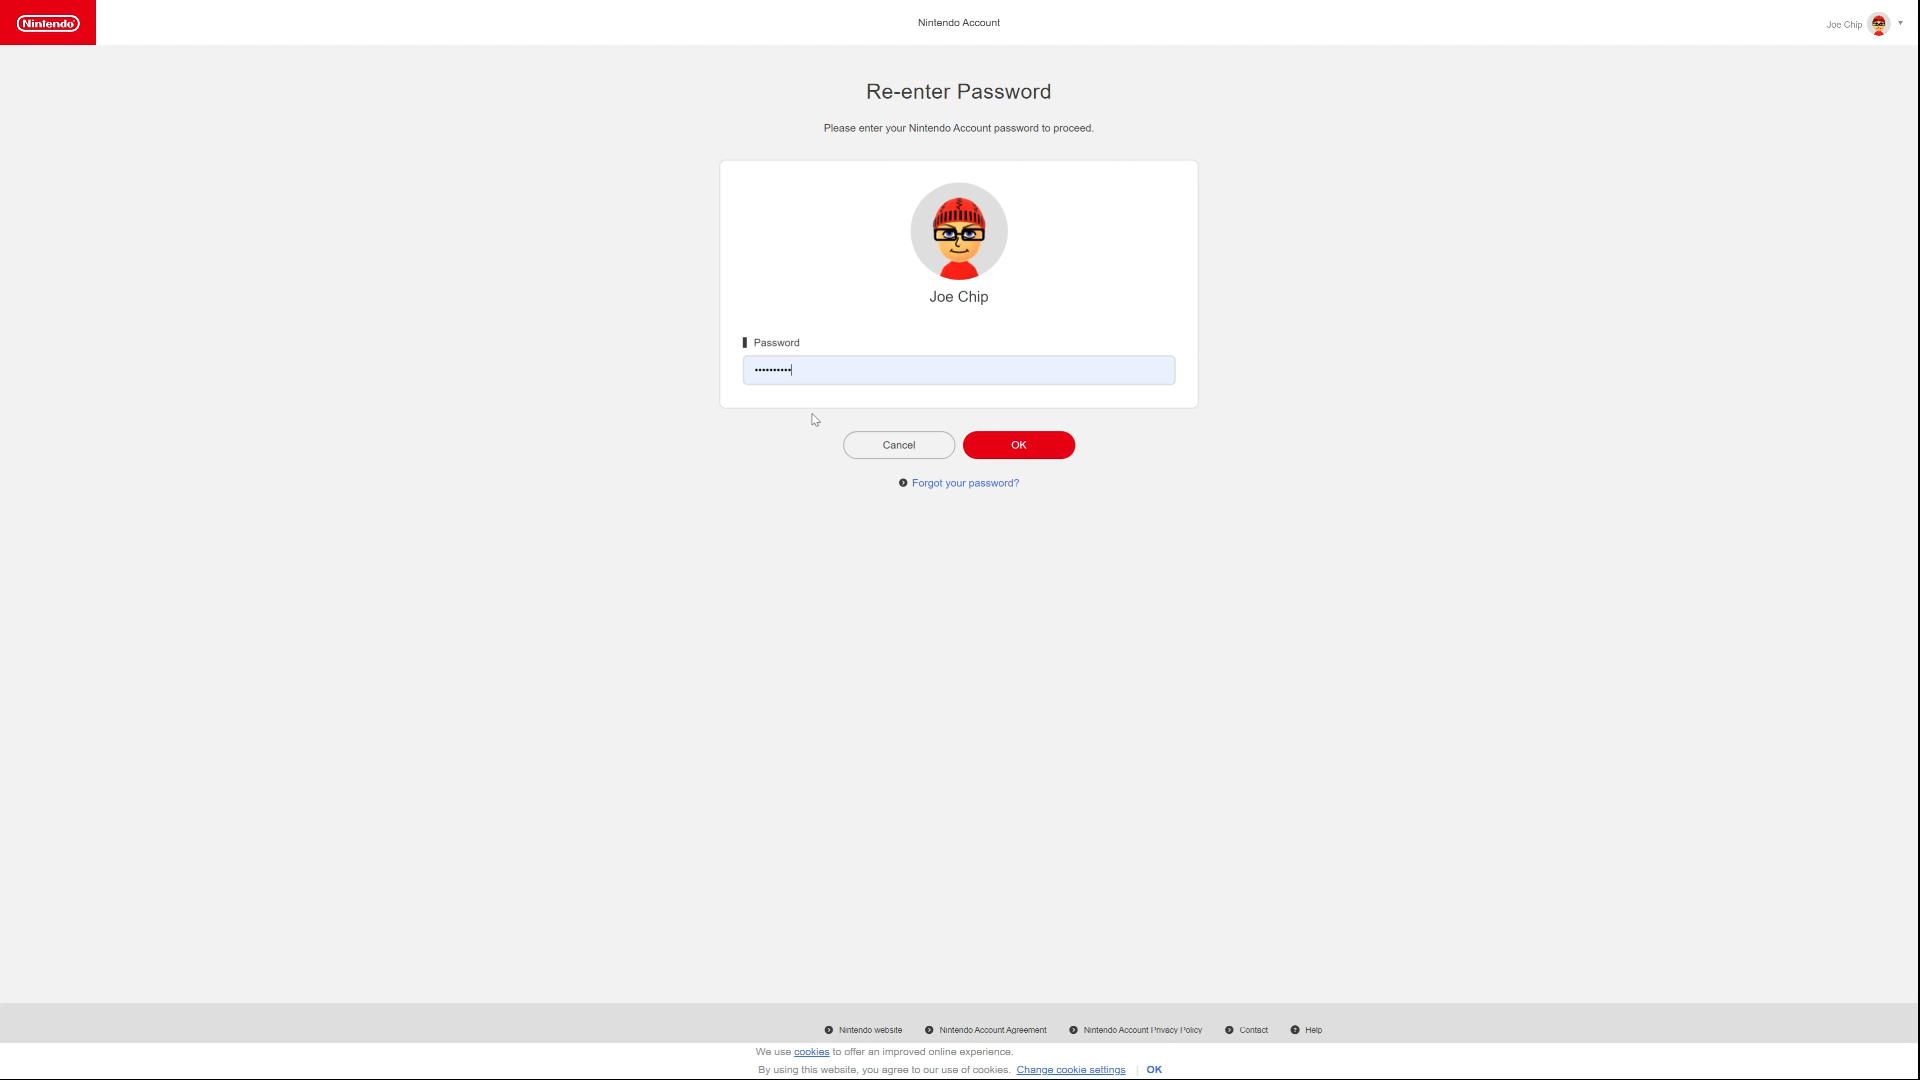 Nintendo
Nintendo Account
Joe Chip
Re-enter Password
Please enter your Nintendo Account password to proceed.
Joe Chip
Password
••••••••••
Cancel
OK
Forgot your password?
Nintendo website
Nintendo Account Agreement
Nintendo Account Privacy Policy
Contact
Help
We use cookies to offer an improved online experience.
By using this website, you agree to our use of cookies. Change cookie settings | OK